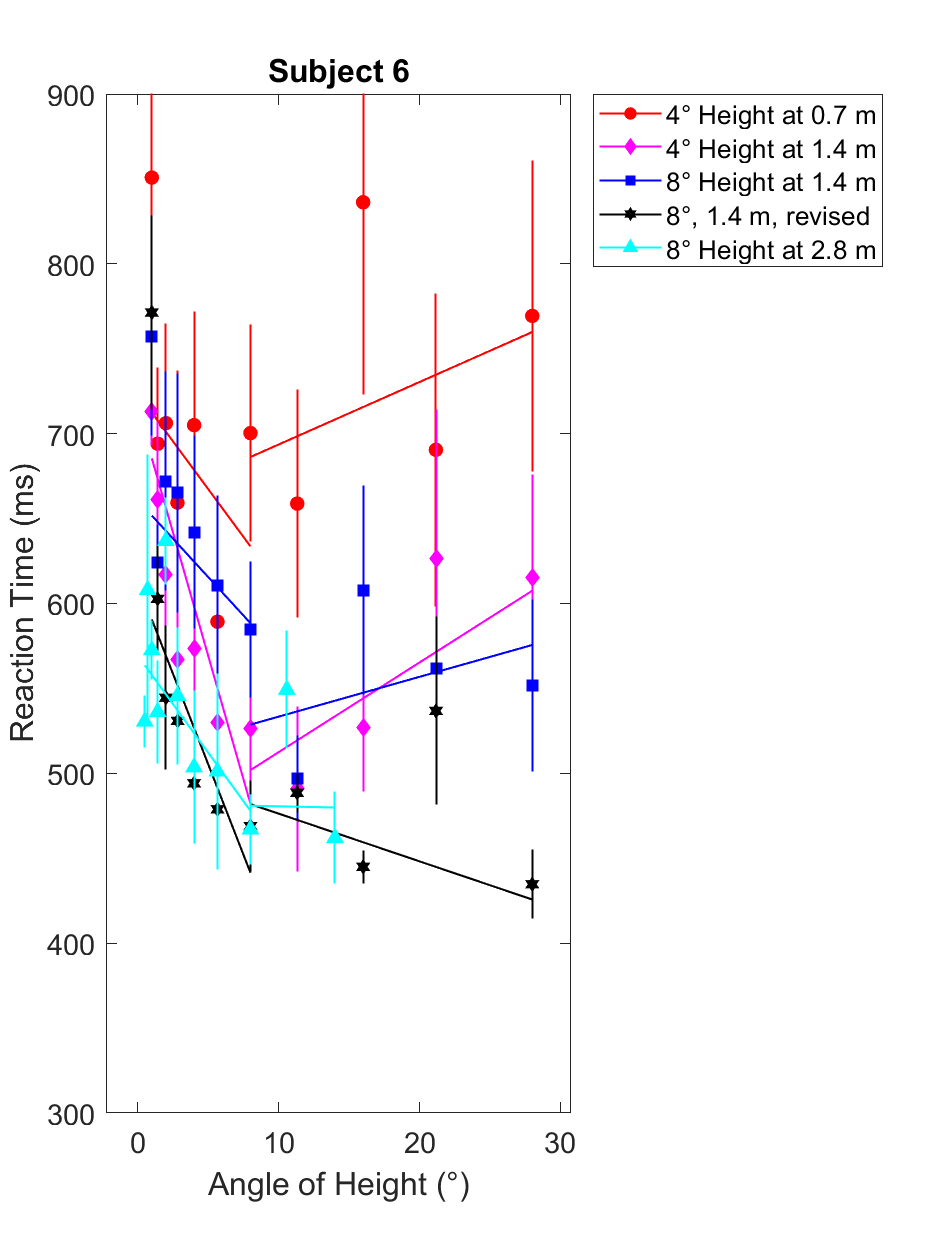 Subject 6
900
800
700
600
500
400
300
0 10 20 30
Reaction Time (ms)
Angle of Height (°)
4° Height at 0.7 m
4° Height at 1.4 m
8° Height at 1.4 m
8°, 1.4 m, revised
8° Height at 2.8 m